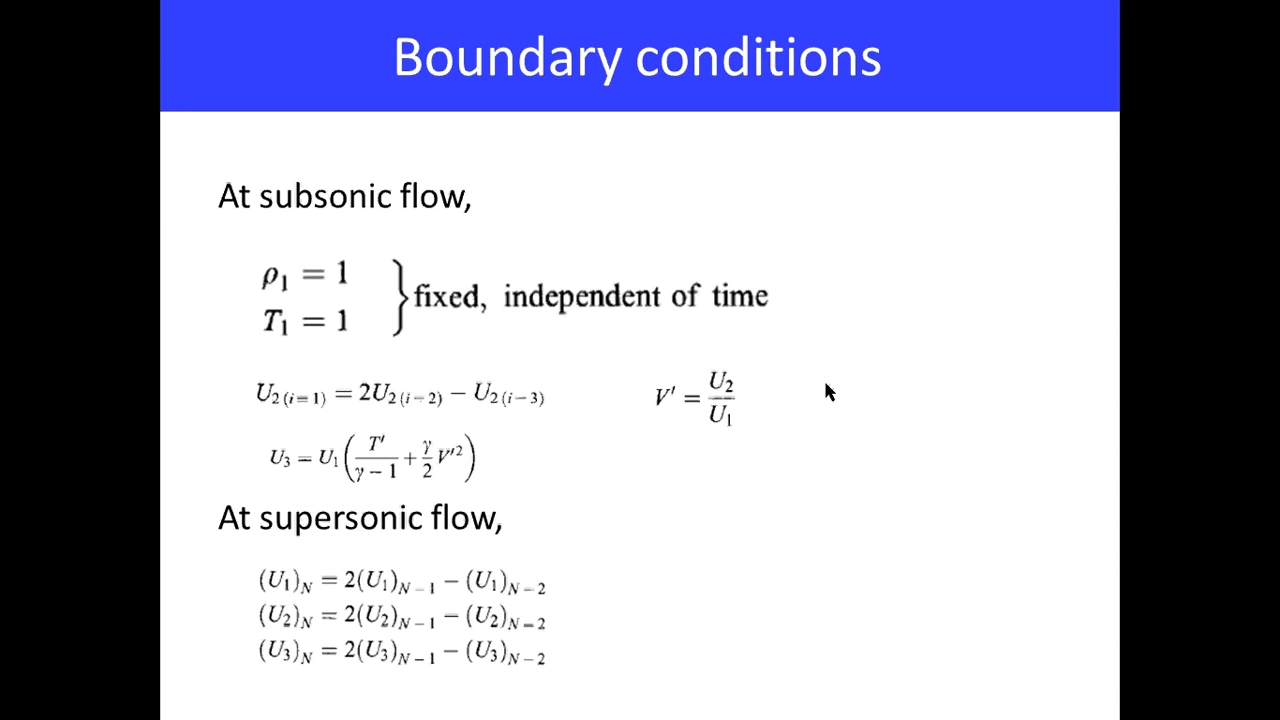 Boundary conditions
At subsonic flow,
ρ₁ = 1
T₁ = 1
} fixed, independent of time
U₂ ₍ᵢ₌₁₎ = 2U₂ ₍ᵢ₌₂₎ − U₂ ₍ᵢ₌₃₎
V′ = U₂/U₁
U₃ = U₁(T′/(γ − 1) + γ/2 V′²)
At supersonic flow,
(U₁)_N = 2(U₁)_{N−1} − (U₁)_{N−2}
(U₂)_N = 2(U₂)_{N−1} − (U₂)_{N−2}
(U₃)_N = 2(U₃)_{N−1} − (U₃)_{N−2}